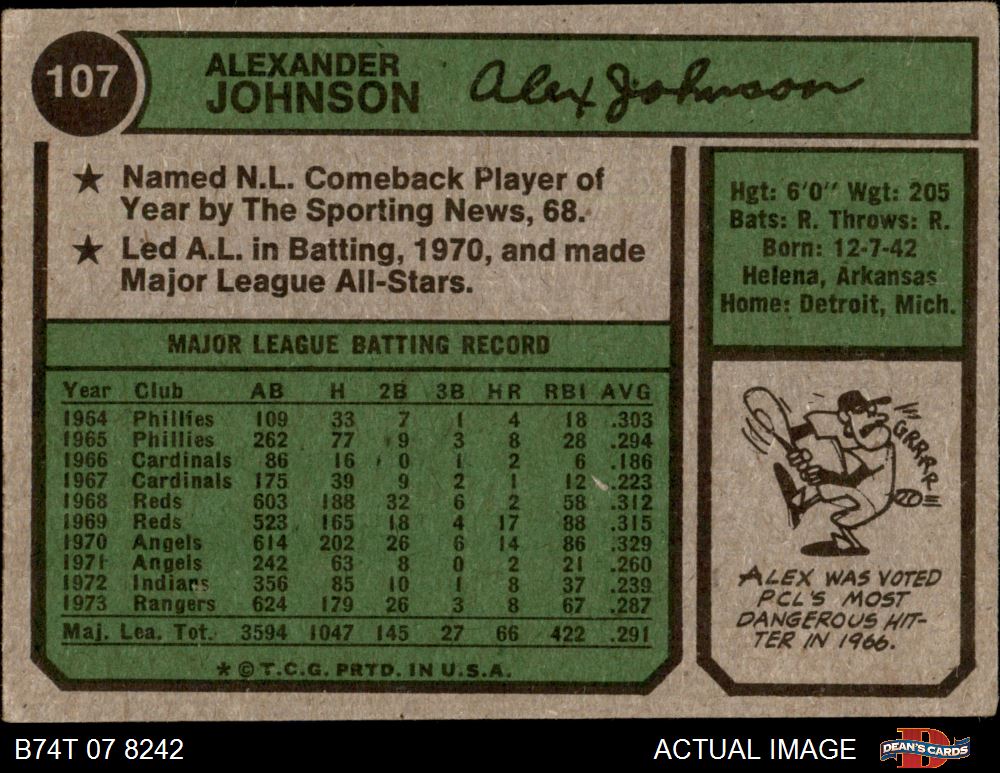 107
ALEXANDER
JOHNSON
Alex Johnson
★ Named N.L. Comeback Player of
Year by The Sporting News, 68.
★ Led A.L. in Batting, 1970, and made
Major League All-Stars.
Hgt: 6'0'' Wgt: 205
Bats: R. Throws: R.
Born: 12-7-42
Helena, Arkansas
Home: Detroit, Mich.
MAJOR LEAGUE BATTING RECORD
Year Club AB H 2B 3B HR RBI AVG
1964 Phillies 109 33 7 1 4 18 .303
1965 Phillies 262 77 9 3 8 28 .294
1966 Cardinals 86 16 0 1 2 6 .186
1967 Cardinals 175 39 9 2 1 12 .223
1968 Reds 603 188 32 6 2 58 .312
1969 Reds 523 165 18 4 17 88 .315
1970 Angels 614 202 26 6 14 86 .329
1971 Angels 242 63 8 0 2 21 .260
1972 Indians 356 85 10 1 8 37 .239
1973 Rangers 624 179 26 3 8 67 .287
Maj. Lea. Tot. 3594 1047 145 27 66 422 .291
* © T.C.G. PRTD. IN U.S.A.
GRRRR
ALEX WAS VOTED
PCL'S MOST
DANGEROUS HIT-
TER IN 1966.
B74T 07 8242
ACTUAL IMAGE
D
DEAN'S CARDS